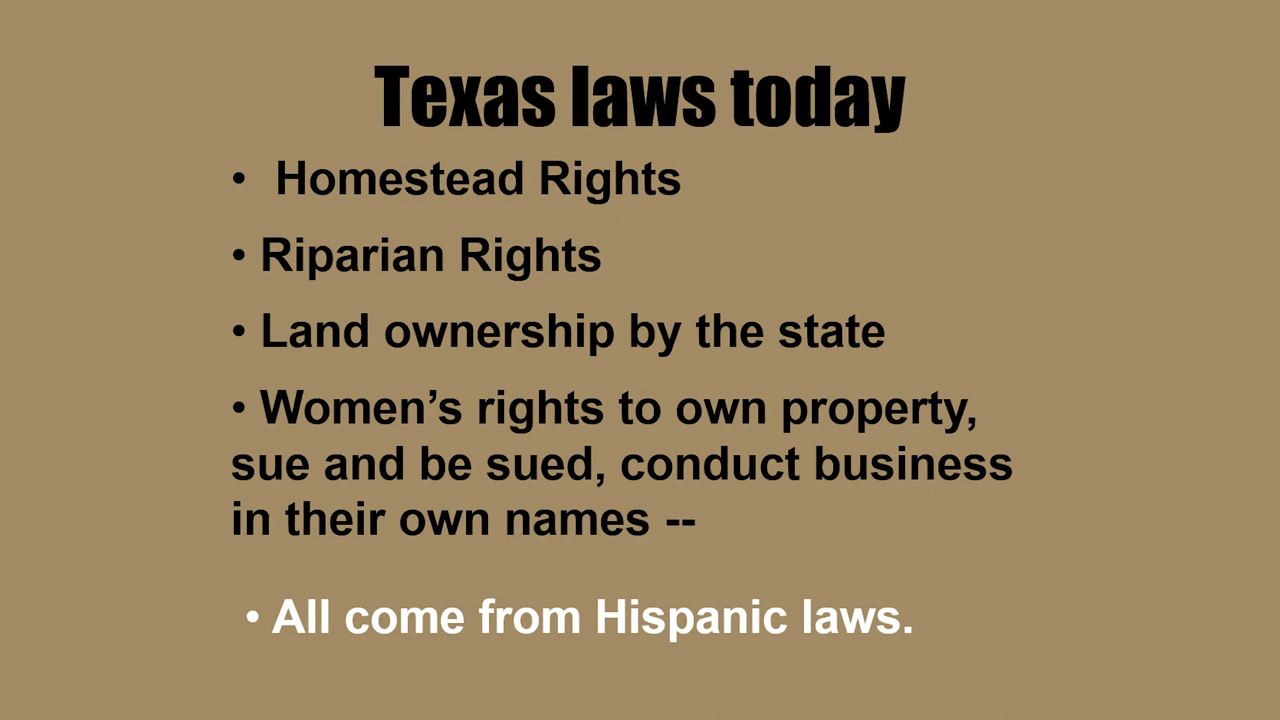 Texas laws today
• Homestead Rights
• Riparian Rights
• Land ownership by the state
• Women’s rights to own property,
sue and be sued, conduct business
in their own names --
• All come from Hispanic laws.